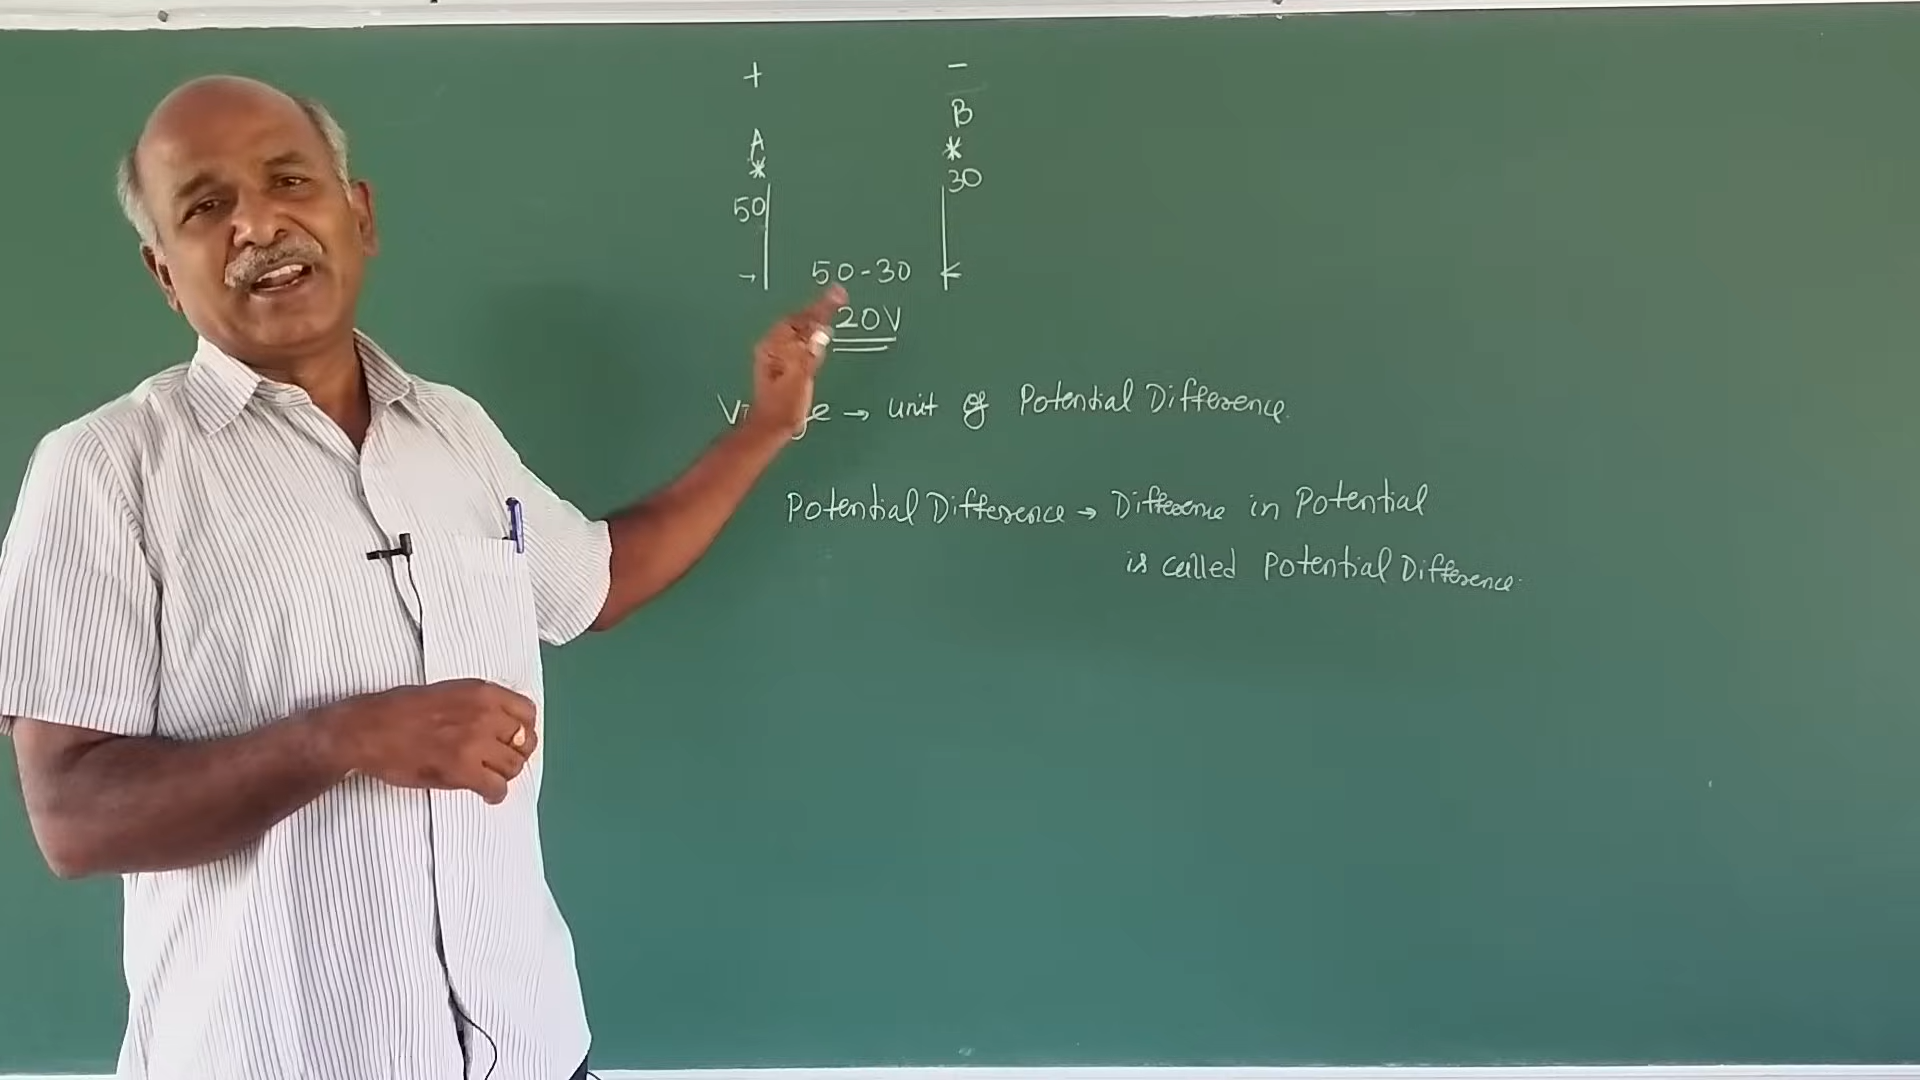 + -
A B
* *
50 30
→ 50-30 ←
20V
→ unit of Potential Difference.
Potential Difference → Difference in Potential
is called Potential Difference.